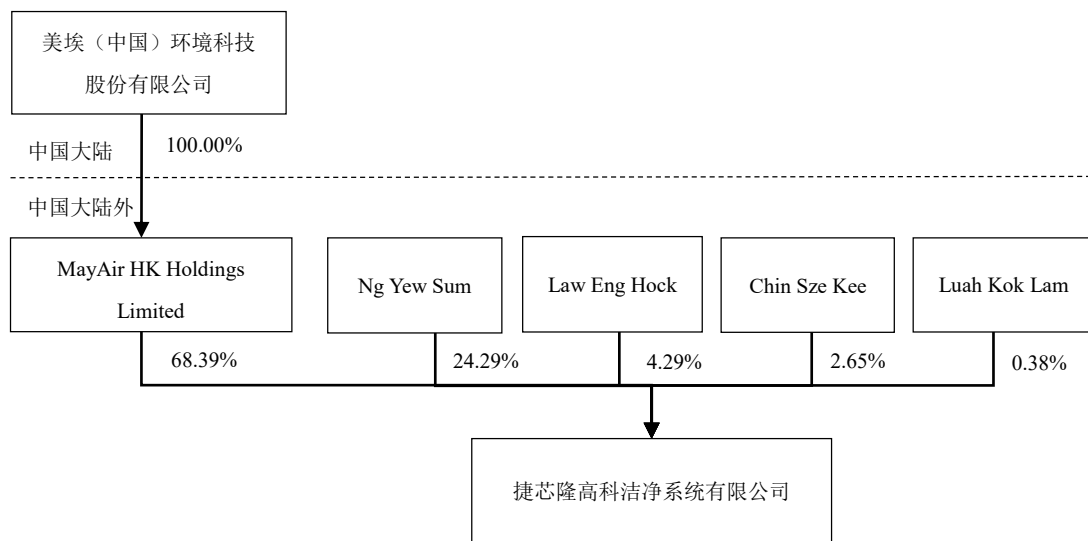 美埃（中国）环境科技
股份有限公司
中国大陆
100.00%
中国大陆外
MayAir HK Holdings
Limited
Ng Yew Sum
Law Eng Hock
Chin Sze Kee
Luah Kok Lam
68.39%
24.29%
4.29%
2.65%
0.38%
捷芯隆高科洁净系统有限公司